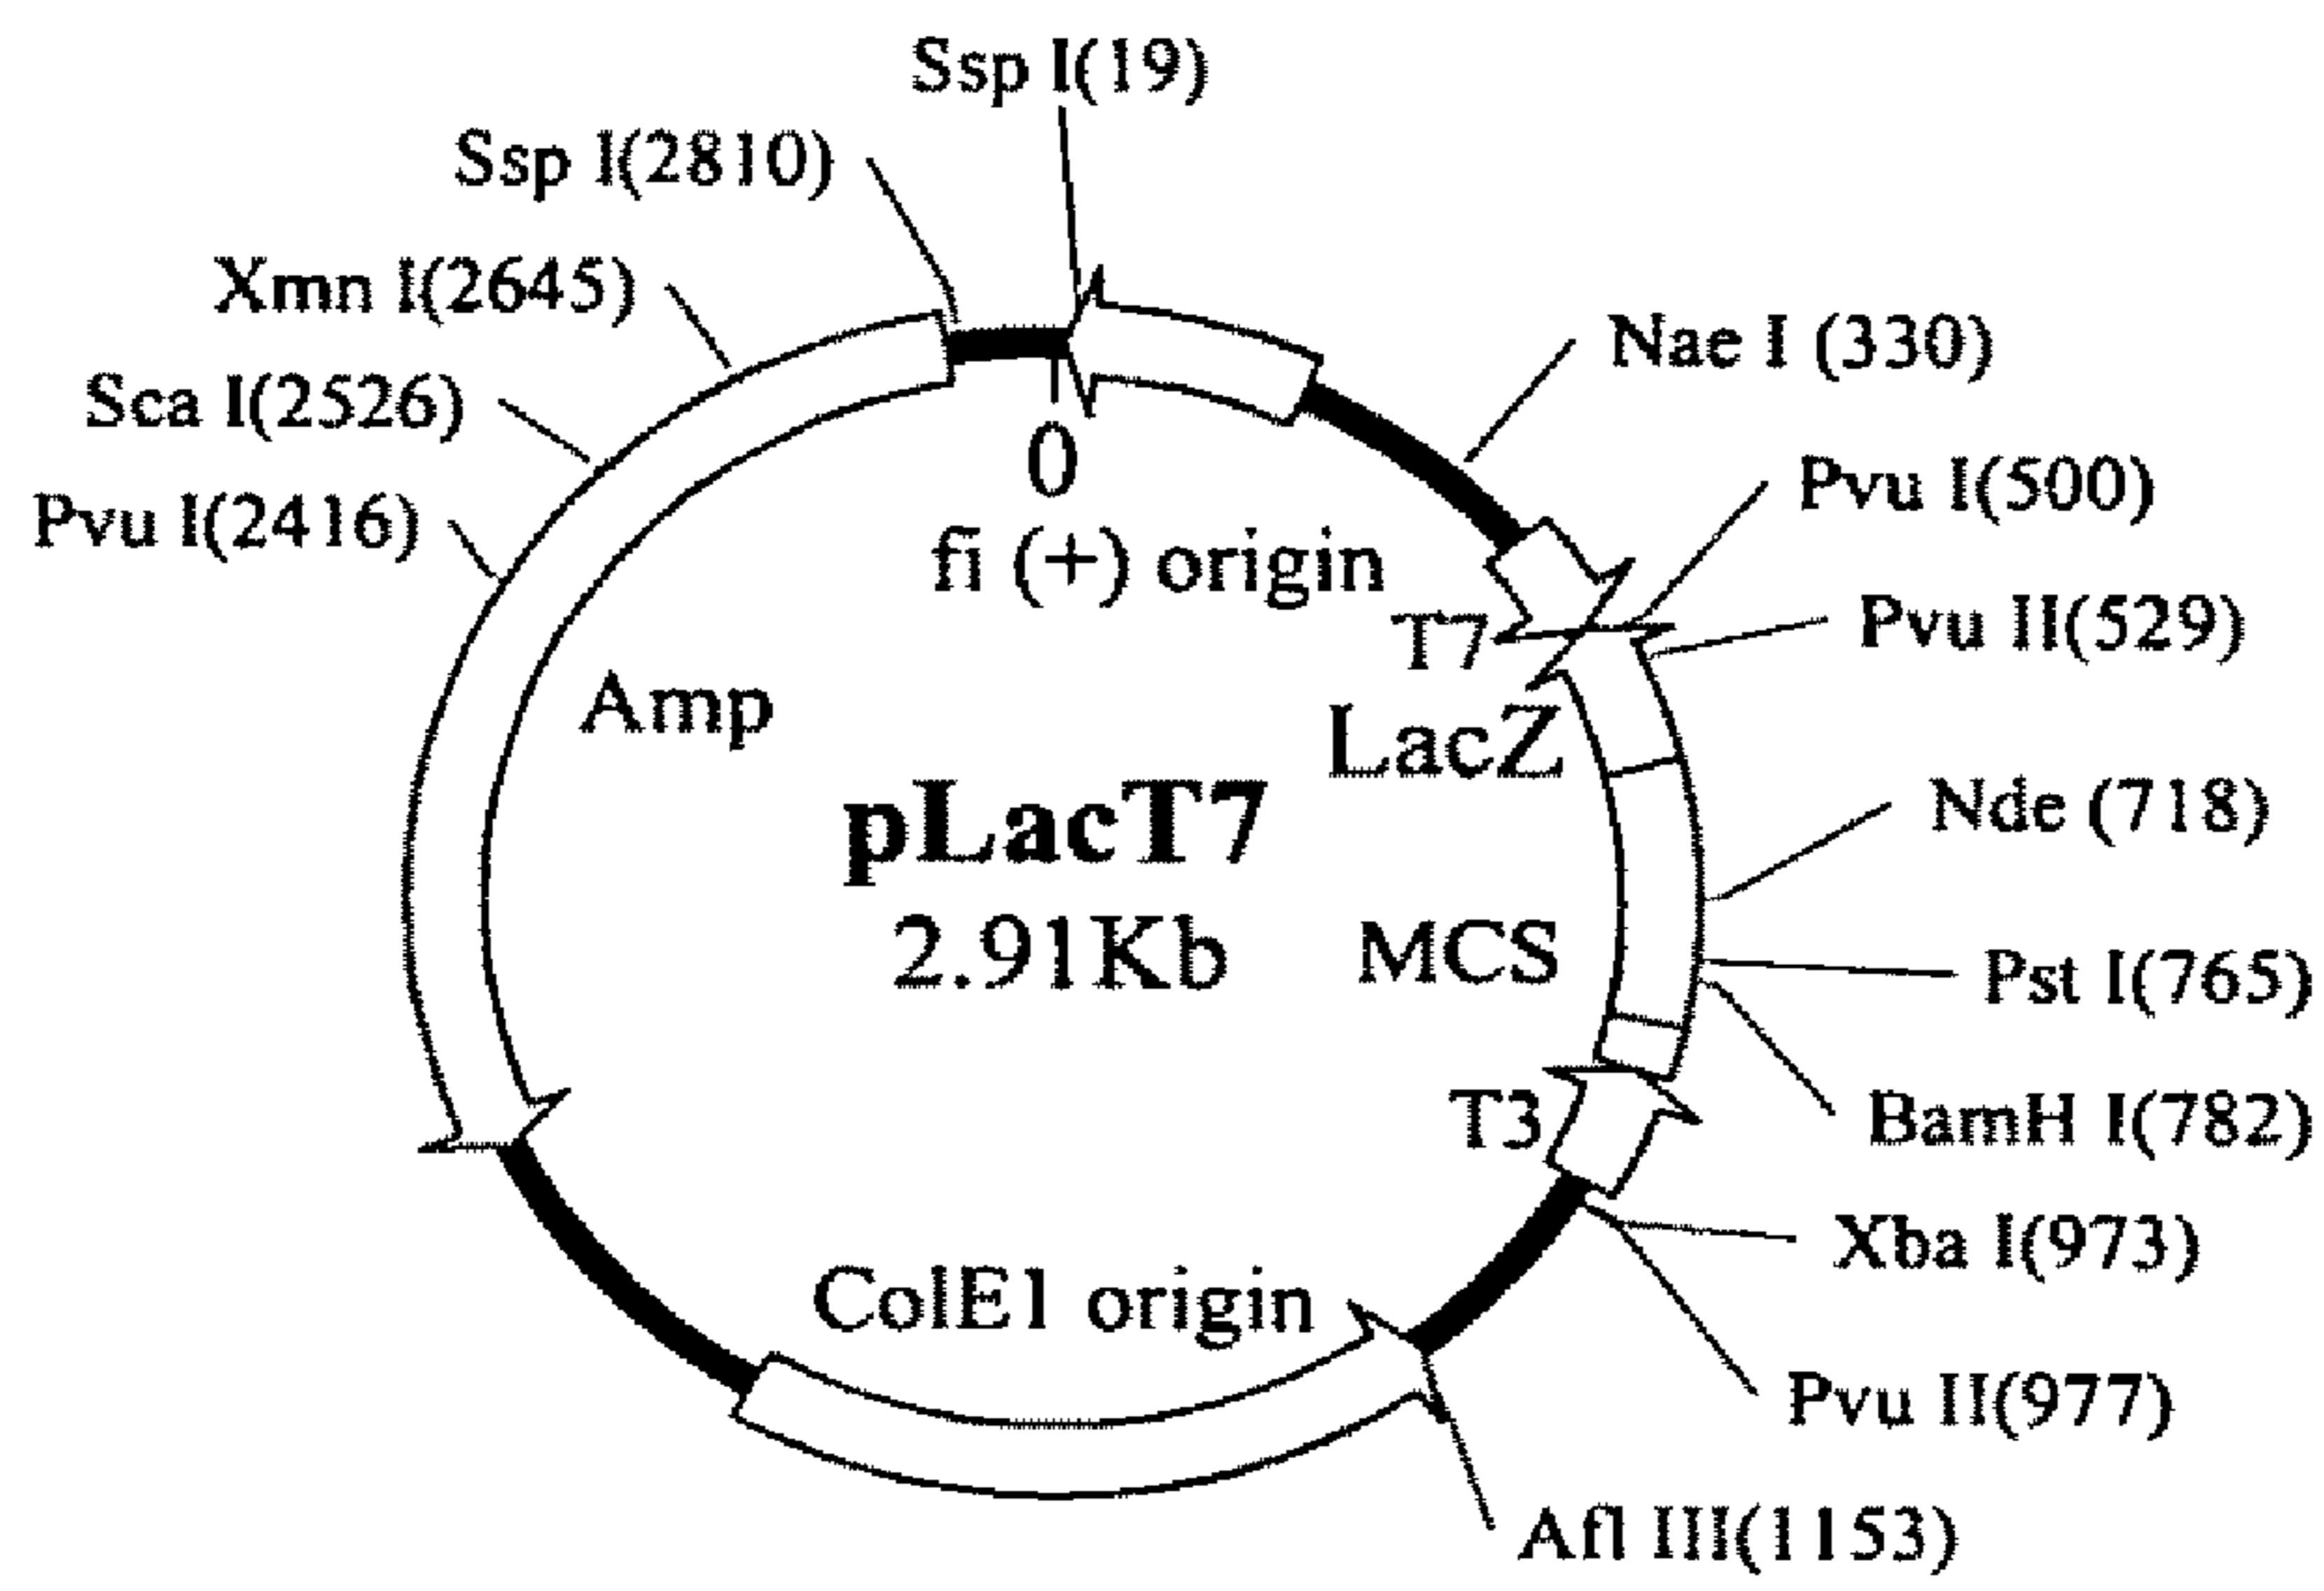 Ssp I(19)
Ssp I(2810)
Xmn I(2645)
Sca I(2526)
Pvu I(2416)
Nae I (330)
Pvu I(500)
Pvu II(529)
Nde (718)
Pst I(765)
BamH I(782)
Xba I(973)
Pvu II(977)
Afl III(1153)
0
fi (+) origin
T7
LacZ
Amp
pLacT7
2.91Kb
MCS
T3
ColE1 origin